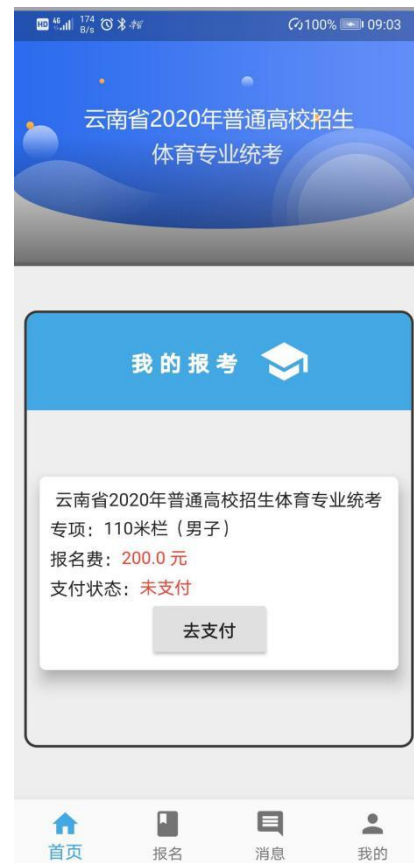 HD 46 174 B/s 100% 09:03
云南省2020年普通高校招生
体育专业统考
我的报考
云南省2020年普通高校招生体育专业统考
专项：110米栏（男子）
报名费：200.0 元
支付状态：未支付
去支付
首页 报名 消息 我的